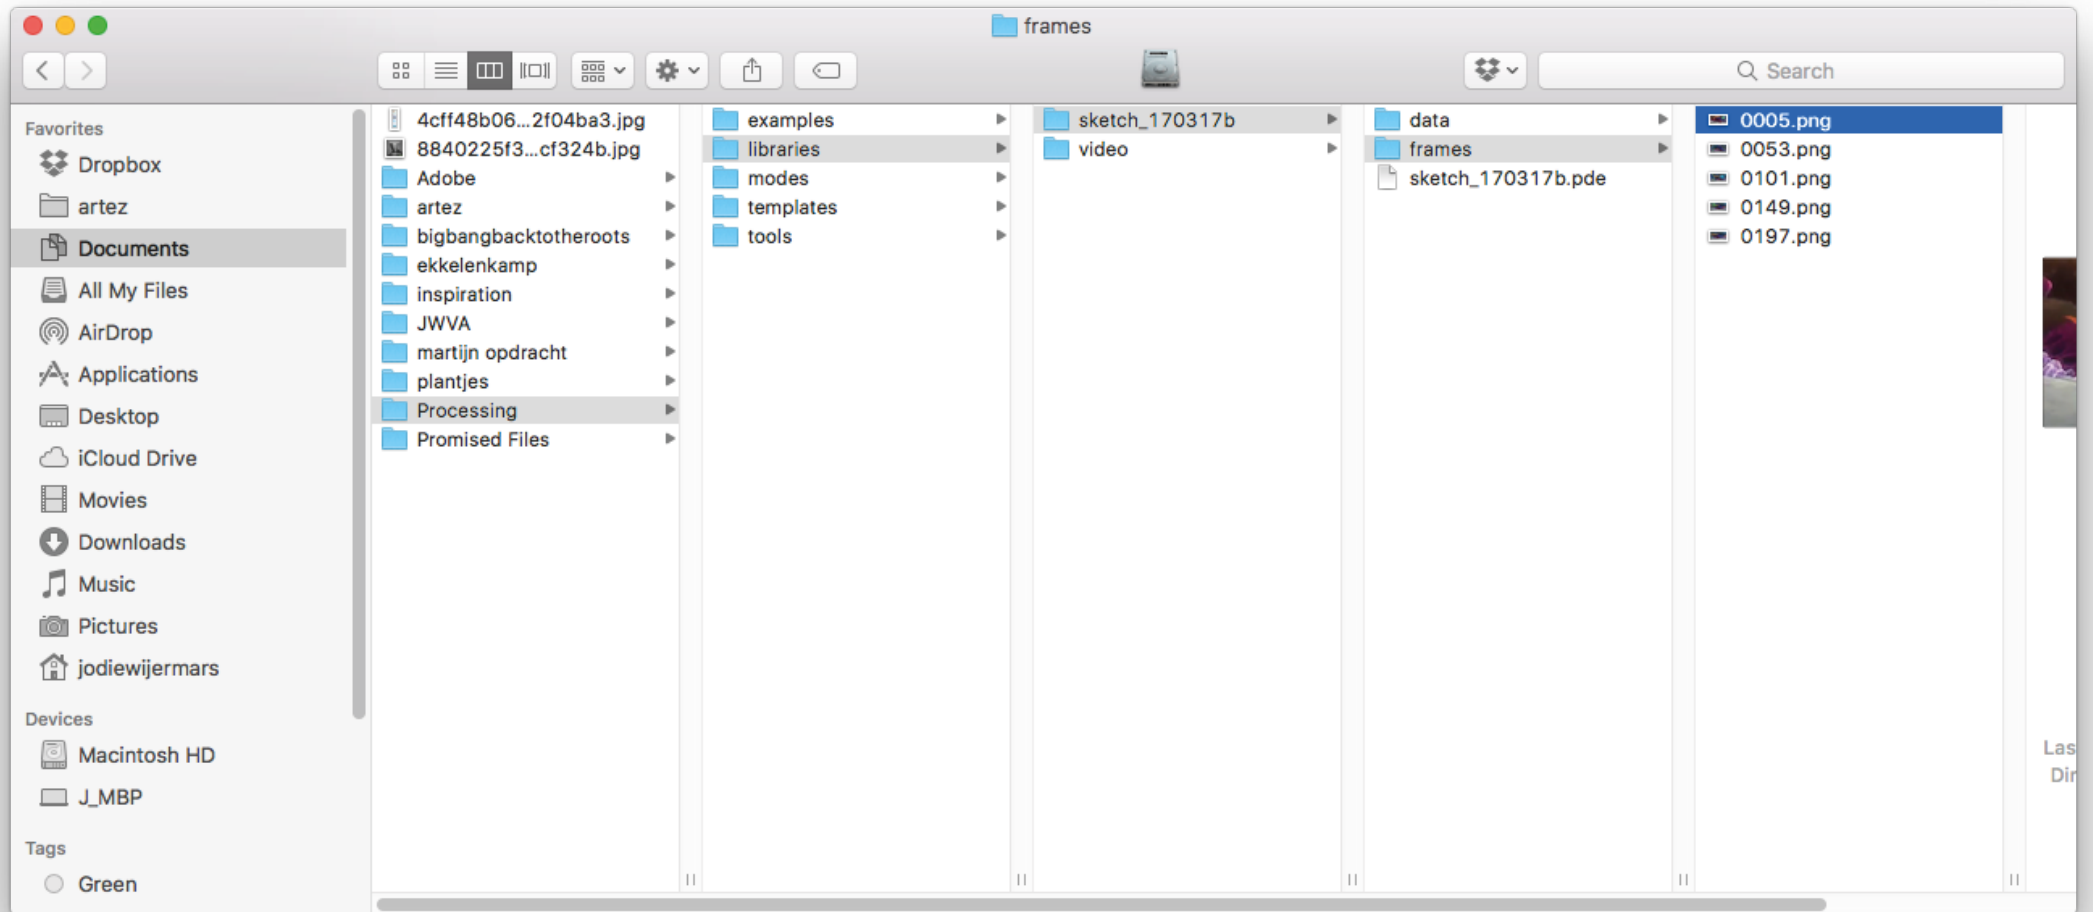 frames
Search
Favorites
Dropbox
artez
Documents
All My Files
AirDrop
Applications
Desktop
iCloud Drive
Movies
Downloads
Music
Pictures
jodiewijermars
Devices
Macintosh HD
J_MBP
Tags
Green
4cff48b06...2f04ba3.jpg
8840225f3...cf324b.jpg
Adobe
artez
bigbangbacktotheroots
ekkelenkamp
inspiration
JWVA
martijn opdracht
plantjes
Processing
Promised Files
examples
libraries
modes
templates
tools
sketch_170317b
video
data
frames
sketch_170317b.pde
0005.png
0053.png
0101.png
0149.png
0197.png
Las
Dir